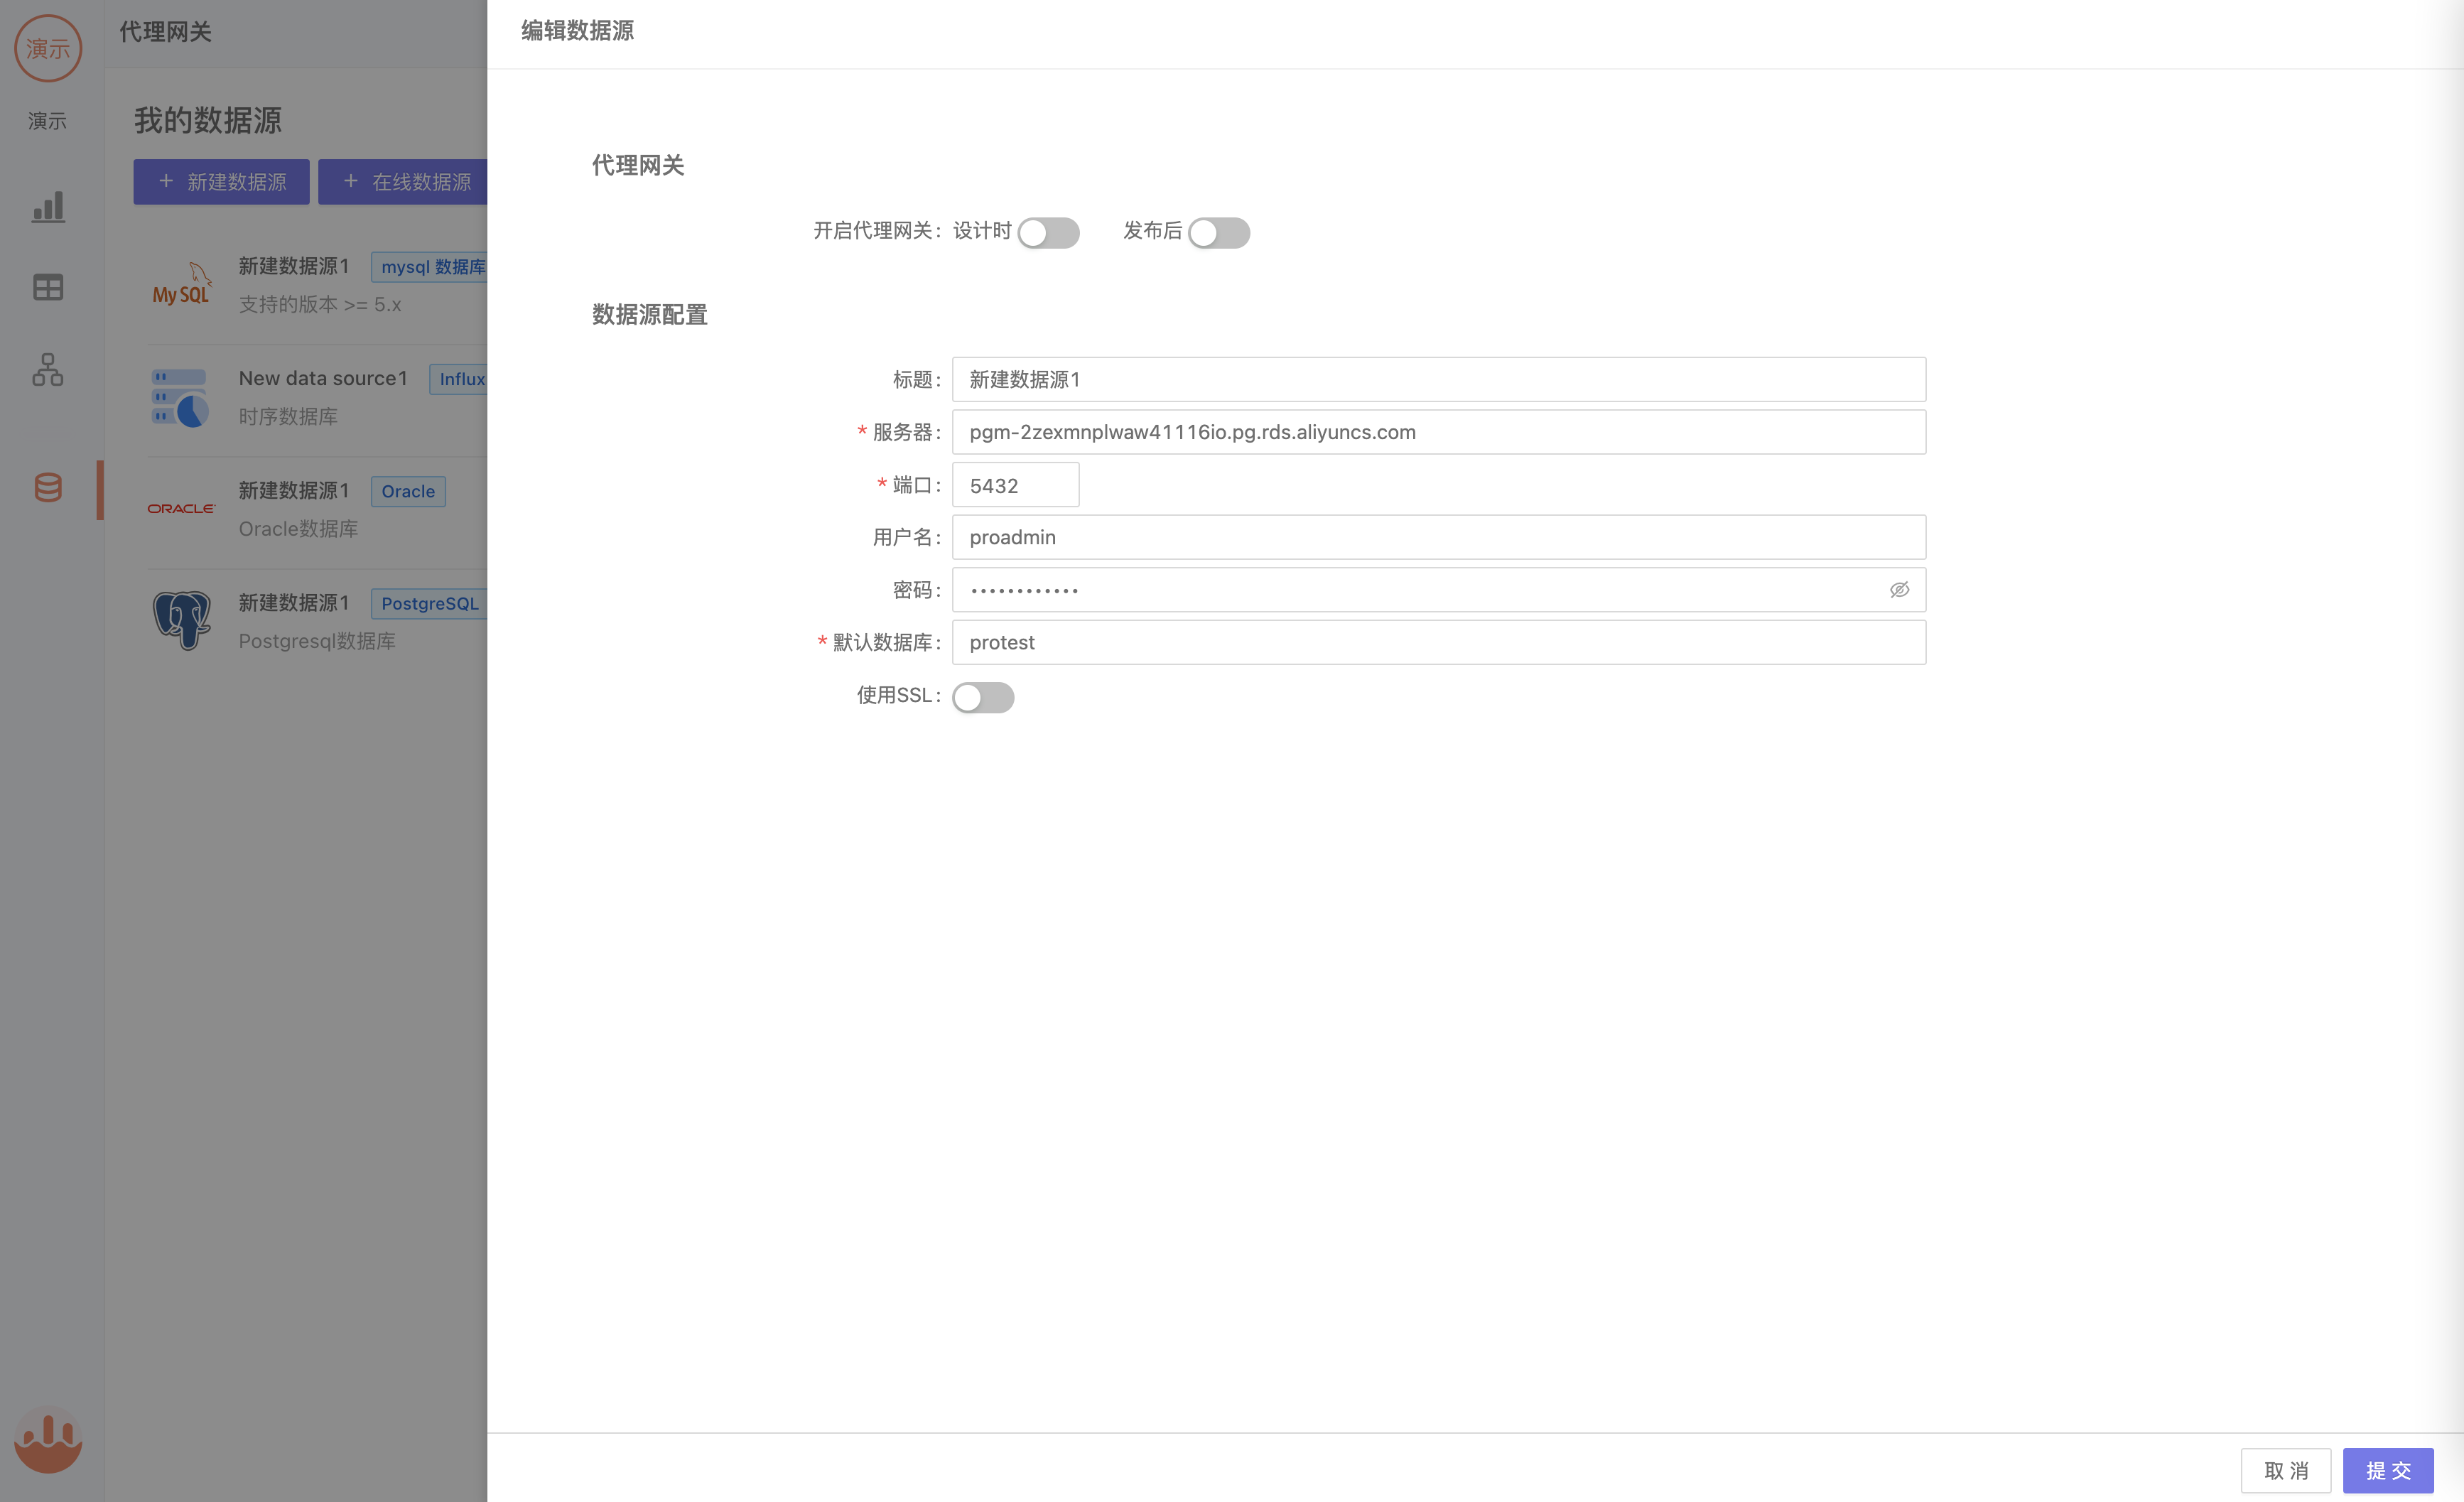 演示
演示
代理网关
我的数据源
+ 新建数据源
+ 在线数据源
MySQL
新建数据源1
mysql 数据库
支持的版本 >= 5.x
New data source1
Influx
时序数据库
ORACLE
新建数据源1
Oracle
Oracle数据库
新建数据源1
PostgreSQL
Postgresql数据库
编辑数据源
代理网关
开启代理网关: 设计时 发布后
数据源配置
标题: 新建数据源1
* 服务器: pgm-2zexmnplwaw41116io.pg.rds.aliyuncs.com
* 端口: 5432
用户名: proadmin
密码: ••••••••••••
* 默认数据库: protest
使用SSL:
取 消
提 交